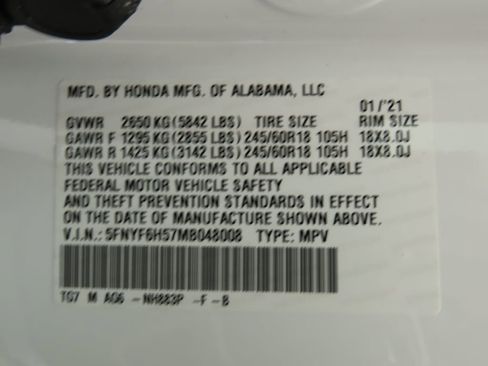 MFD. BY HONDA MFG. OF ALABAMA, LLC
01/'21
GVWR 2650 KG (5842 LBS) TIRE SIZE RIM SIZE
GAWR F 1295 KG (2855 LBS) 245/60R18 105H 18X8.0J
GAWR R 1425 KG (3142 LBS) 245/60R18 105H 18X8.0J
THIS VEHICLE CONFORMS TO ALL APPLICABLE
FEDERAL MOTOR VEHICLE SAFETY
AND THEFT PREVENTION STANDARDS IN EFFECT
ON THE DATE OF MANUFACTURE SHOWN ABOVE.
V.I.N.: 5FNYF6H57MB048008 TYPE: MPV
TG7 M AG6 -NH883P -F -B